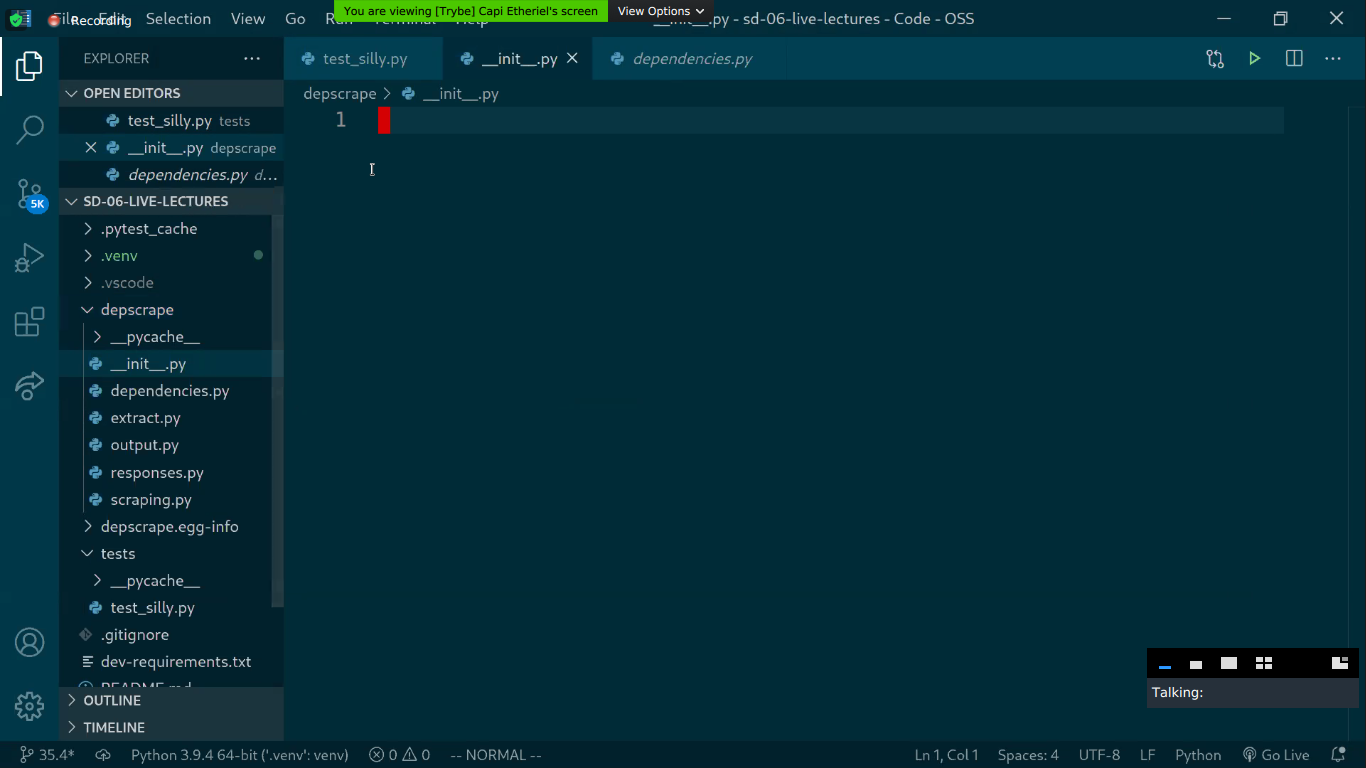 Recording
File Edit Selection View Go Run Terminal Help
You are viewing [Trybe] Capi Etheriel's screen
View Options
__init__.py - sd-06-live-lectures - Code - OSS
EXPLORER
test_silly.py
__init__.py
dependencies.py
OPEN EDITORS
depscrape > __init__.py
test_silly.py tests
1
__init__.py depscrape
dependencies.py d...
SD-06-LIVE-LECTURES
5K
.pytest_cache
.venv
.vscode
depscrape
__pycache__
__init__.py
dependencies.py
extract.py
output.py
responses.py
scraping.py
depscrape.egg-info
tests
__pycache__
test_silly.py
.gitignore
dev-requirements.txt
README.md
OUTLINE
TIMELINE
Talking:
35.4* Python 3.9.4 64-bit ('.venv': venv) 0 0 -- NORMAL -- Ln 1, Col 1 Spaces: 4 UTF-8 LF Python Go Live